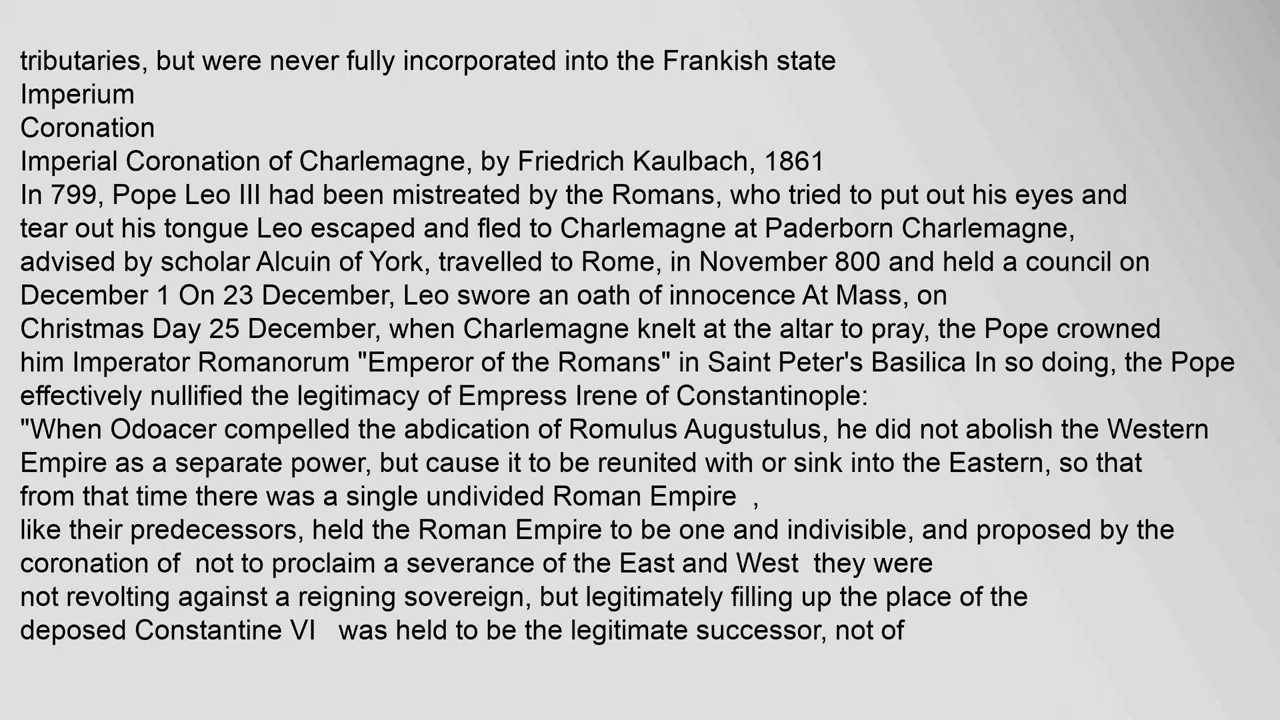 tributaries, but were never fully incorporated into the Frankish state
Imperium
Coronation
Imperial Coronation of Charlemagne, by Friedrich Kaulbach, 1861
In 799, Pope Leo III had been mistreated by the Romans, who tried to put out his eyes and
tear out his tongue Leo escaped and fled to Charlemagne at Paderborn Charlemagne,
advised by scholar Alcuin of York, travelled to Rome, in November 800 and held a council on
December 1 On 23 December, Leo swore an oath of innocence At Mass, on
Christmas Day 25 December, when Charlemagne knelt at the altar to pray, the Pope crowned
him Imperator Romanorum "Emperor of the Romans" in Saint Peter's Basilica In so doing, the Pope
effectively nullified the legitimacy of Empress Irene of Constantinople:
"When Odoacer compelled the abdication of Romulus Augustulus, he did not abolish the Western
Empire as a separate power, but cause it to be reunited with or sink into the Eastern, so that
from that time there was a single undivided Roman Empire  ,
like their predecessors, held the Roman Empire to be one and indivisible, and proposed by the
coronation of  not to proclaim a severance of the East and West  they were
not revolting against a reigning sovereign, but legitimately filling up the place of the
deposed Constantine VI   was held to be the legitimate successor, not of